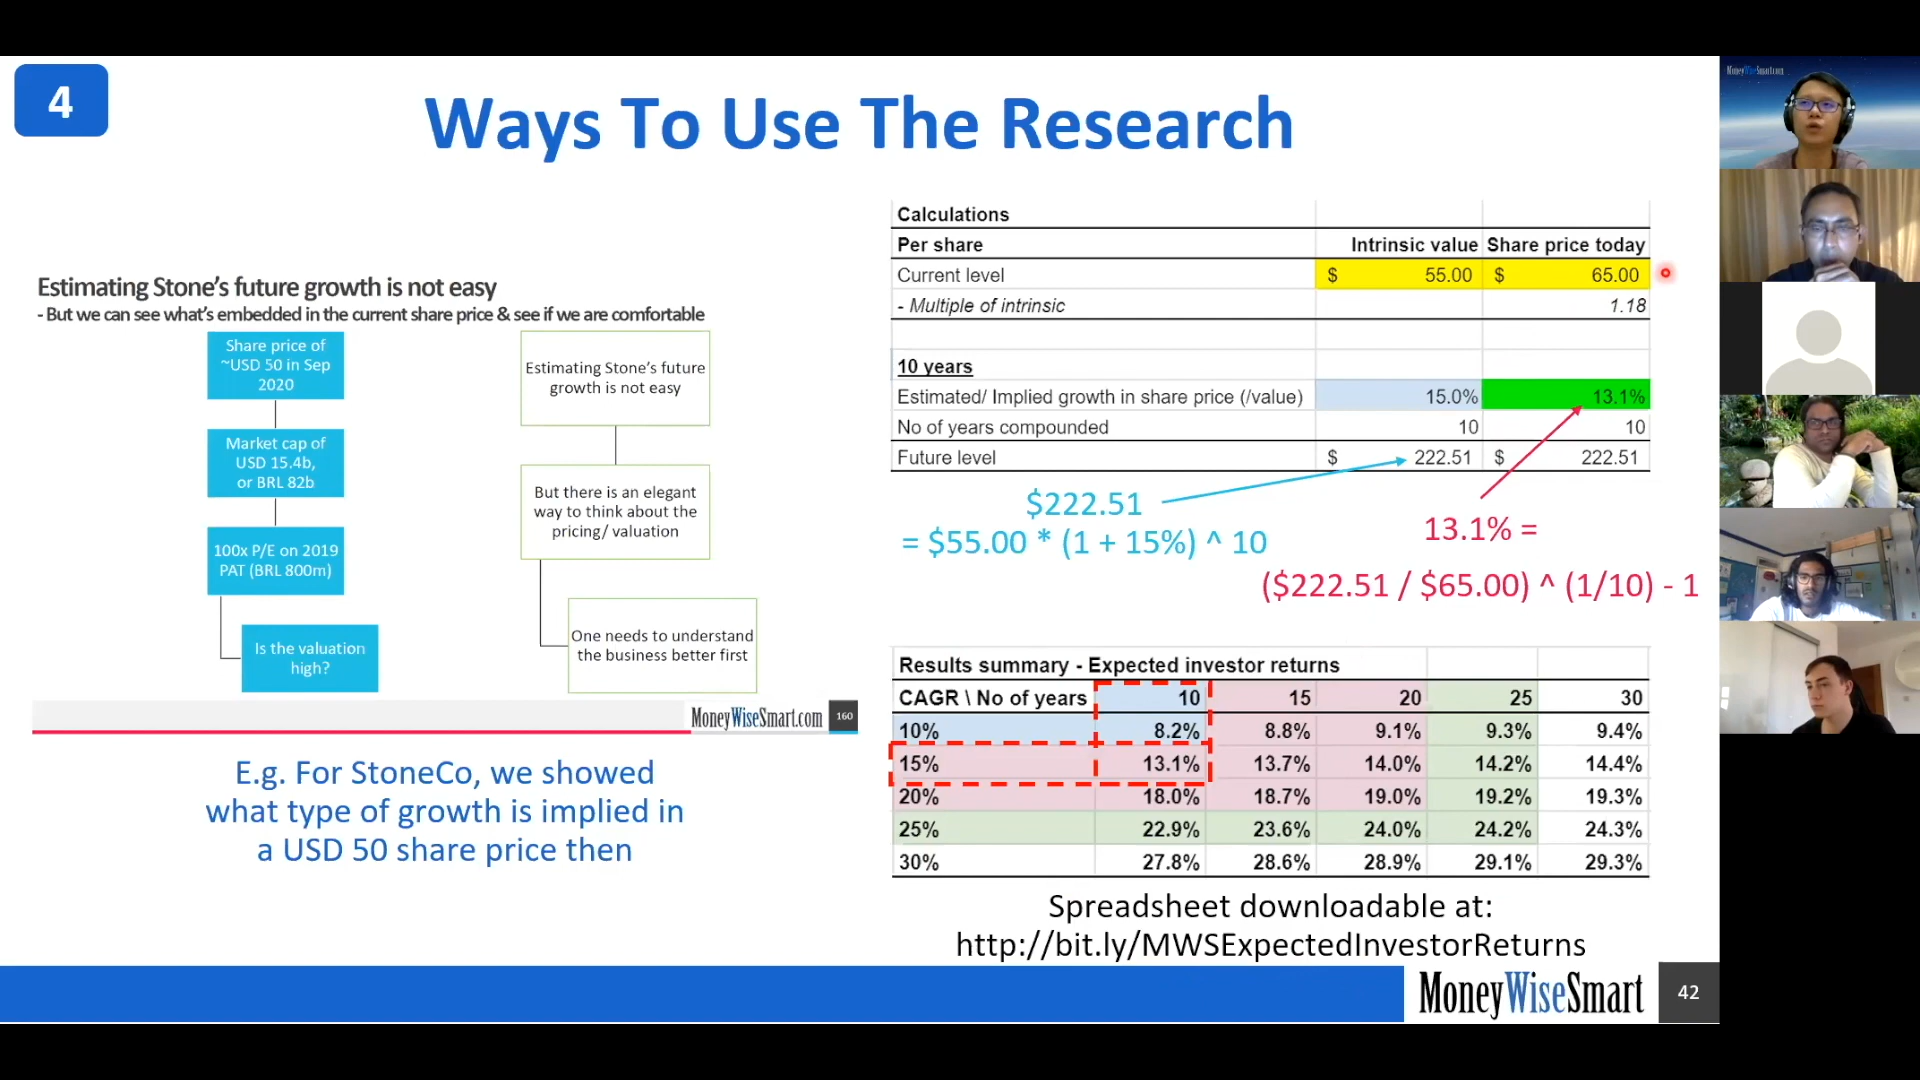 4
Ways To Use The Research
Estimating Stone's future growth is not easy
- But we can see what's embedded in the current share price & see if we are comfortable
Share price of
~USD 50 in Sep
2020
Market cap of
USD 15.4b,
or BRL 82b
100x P/E on 2019
PAT (BRL 800m)
Is the valuation
high?
Estimating Stone's future
growth is not easy
But there is an elegant
way to think about the
pricing/ valuation
One needs to understand
the business better first
MoneyWiseSmart.com 160
E.g. For StoneCo, we showed
what type of growth is implied in
a USD 50 share price then
Calculations
Per share Intrinsic value Share price today
Current level $ 55.00 $ 65.00
- Multiple of intrinsic 1.18
10 years
Estimated/ Implied growth in share price (/value) 15.0% 13.1%
No of years compounded 10 10
Future level $ 222.51 $ 222.51
$222.51
= $55.00 * (1 + 15%) ^ 10
13.1% =
($222.51 / $65.00) ^ (1/10) - 1
Results summary - Expected investor returns
CAGR \ No of years 10 15 20 25 30
10% 8.2% 8.8% 9.1% 9.3% 9.4%
15% 13.1% 13.7% 14.0% 14.2% 14.4%
20% 18.0% 18.7% 19.0% 19.2% 19.3%
25% 22.9% 23.6% 24.0% 24.2% 24.3%
30% 27.8% 28.6% 28.9% 29.1% 29.3%
Spreadsheet downloadable at:
http://bit.ly/MWSExpectedInvestorReturns
MoneyWiseSmart 42
MoneyWiseSmart.com